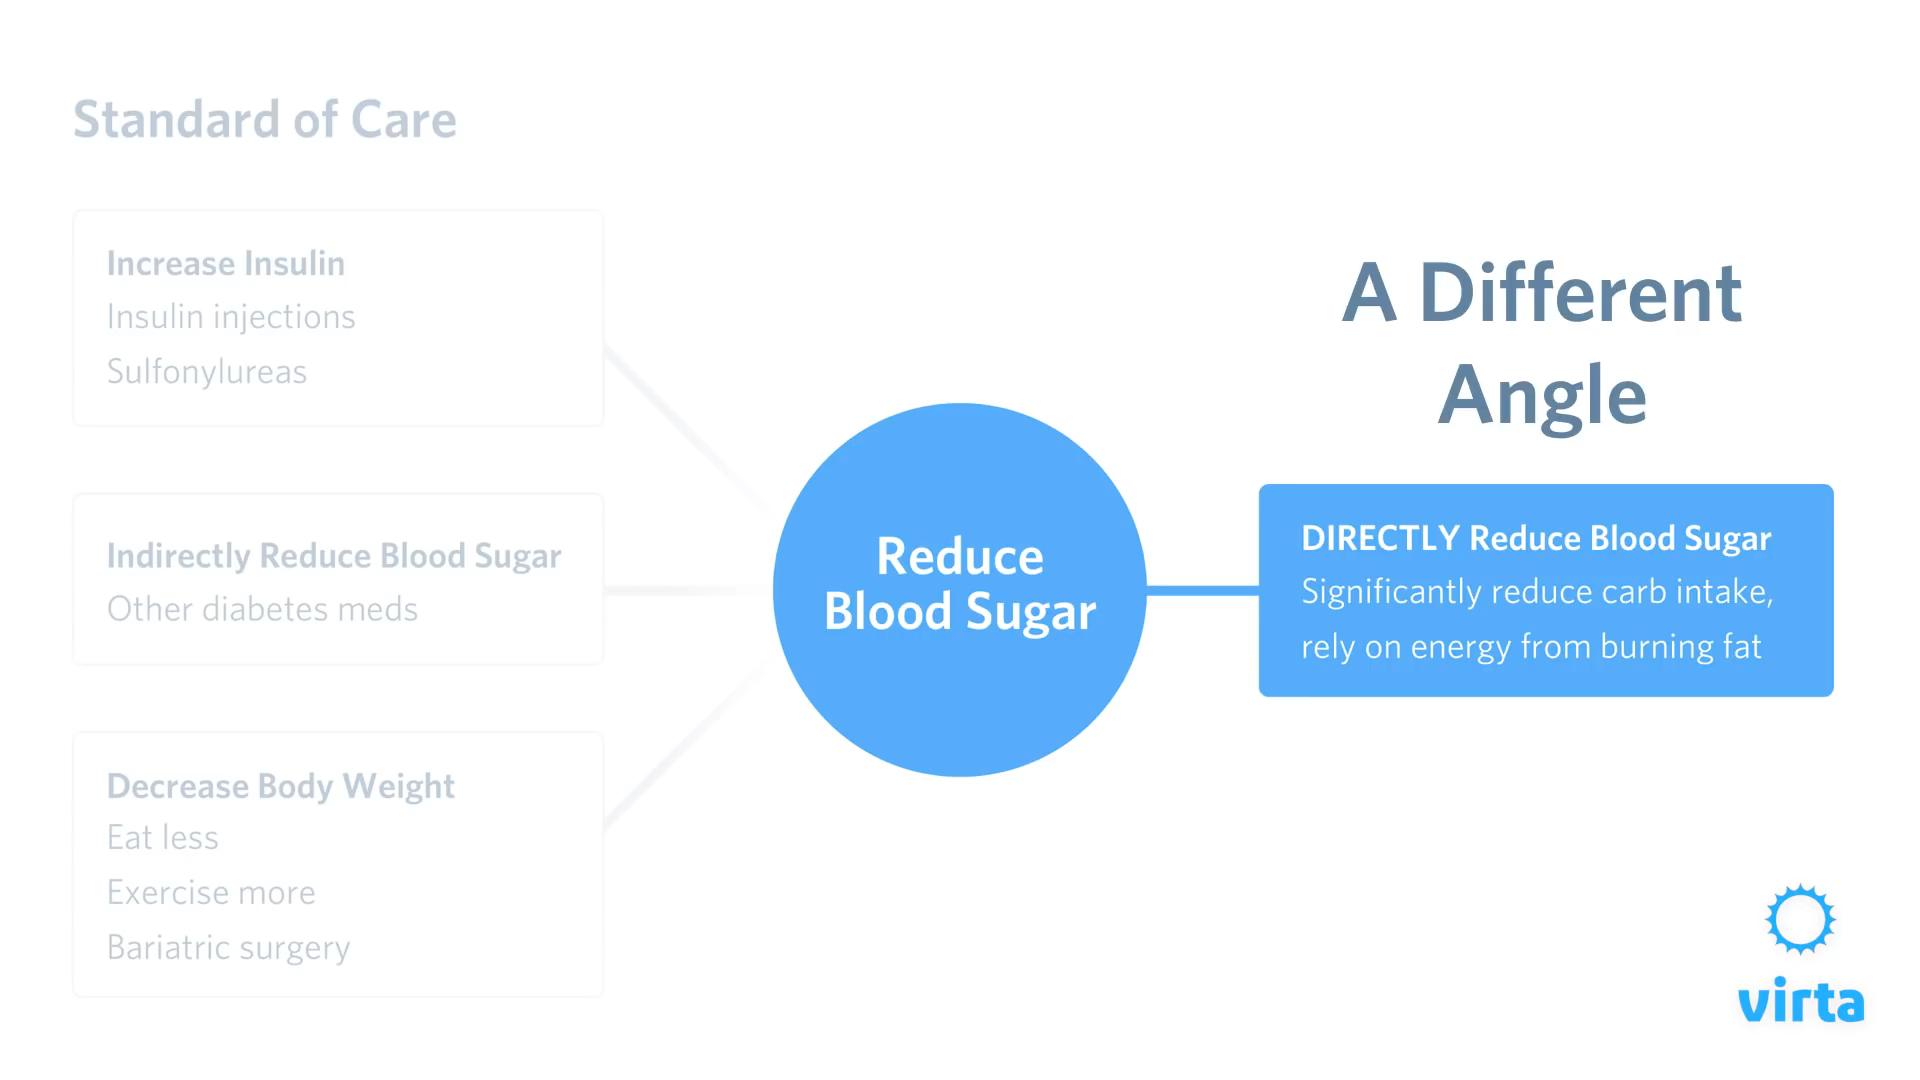 Standard of Care
Increase Insulin
Insulin injections
Sulfonylureas
Indirectly Reduce Blood Sugar
Other diabetes meds
Decrease Body Weight
Eat less
Exercise more
Bariatric surgery
Reduce
Blood Sugar
A Different
Angle
DIRECTLY Reduce Blood Sugar
Significantly reduce carb intake,
rely on energy from burning fat
virta